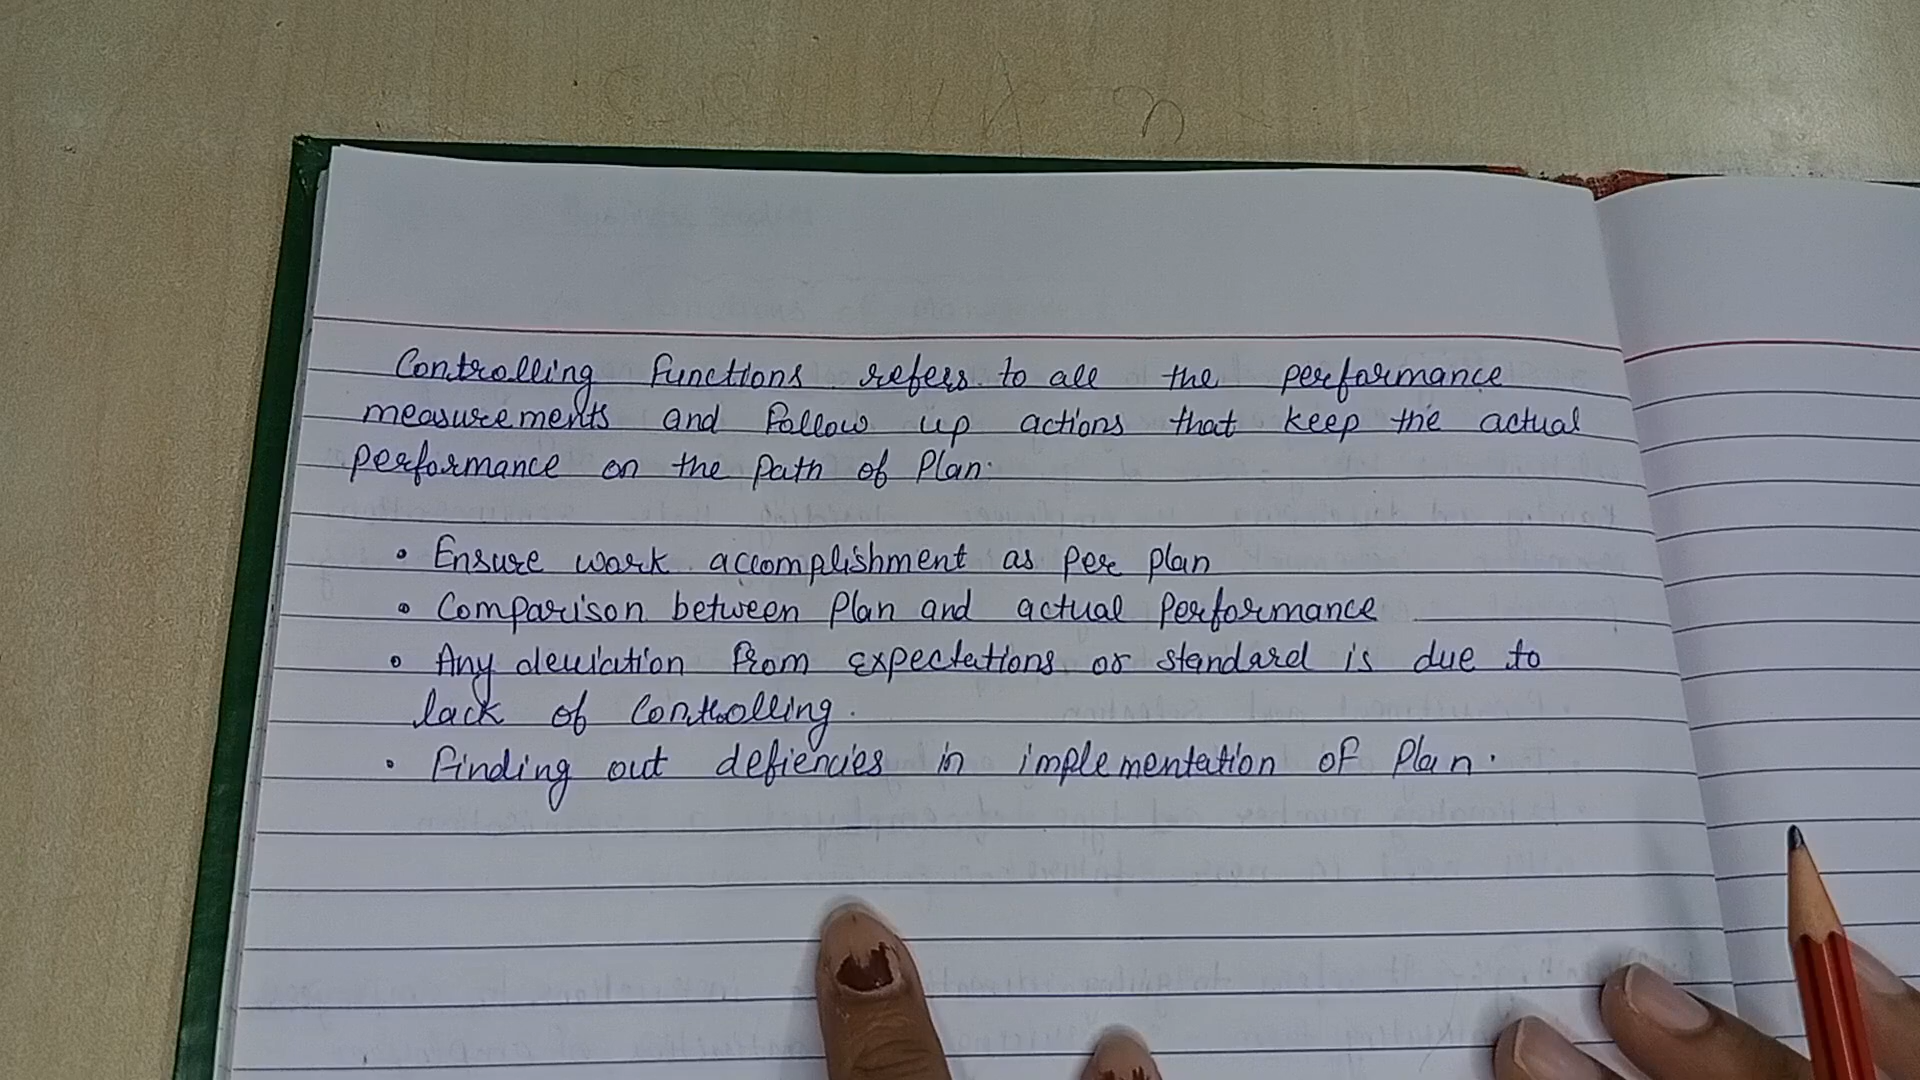 Controlling functions refers to all the performance
measurements and follow up actions that keep the actual
performance on the path of plan.
• Ensure work accomplishment as per plan
• Comparison between plan and actual performance
• Any deviation from expectations or standard is due to
lack of controlling.
• finding out defiencies in implementation of plan.